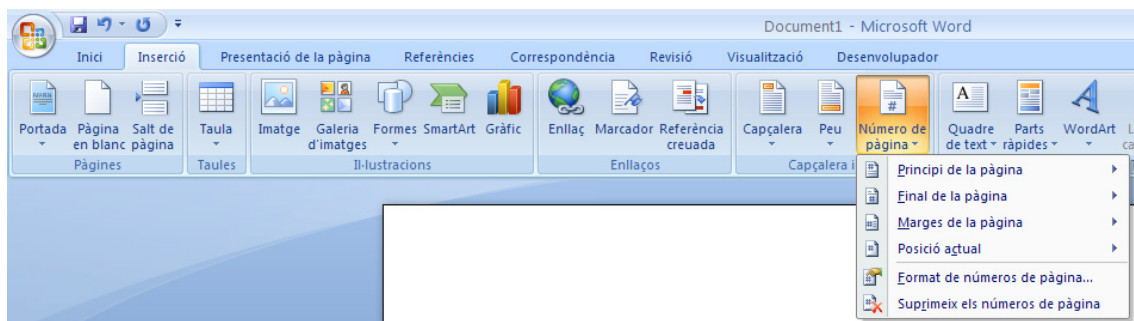 Document1 - Microsoft Word
Inici Inserció Presentació de la pàgina Referències Correspondència Revisió Visualització Desenvolupador
Portada Pàgina en blanc Salt de pàgina Taula Imatge Galeria d'imatges Formes SmartArt Gràfic Enllaç Marcador Referència creuada Capçalera Peu Número de pàgina Quadre de text Parts ràpides WordArt
Pàgines Taules Il·lustracions Enllaços Capçalera i
Principi de la pàgina
Final de la pàgina
Marges de la pàgina
Posició actual
Format de números de pàgina...
Suprimeix els números de pàgina